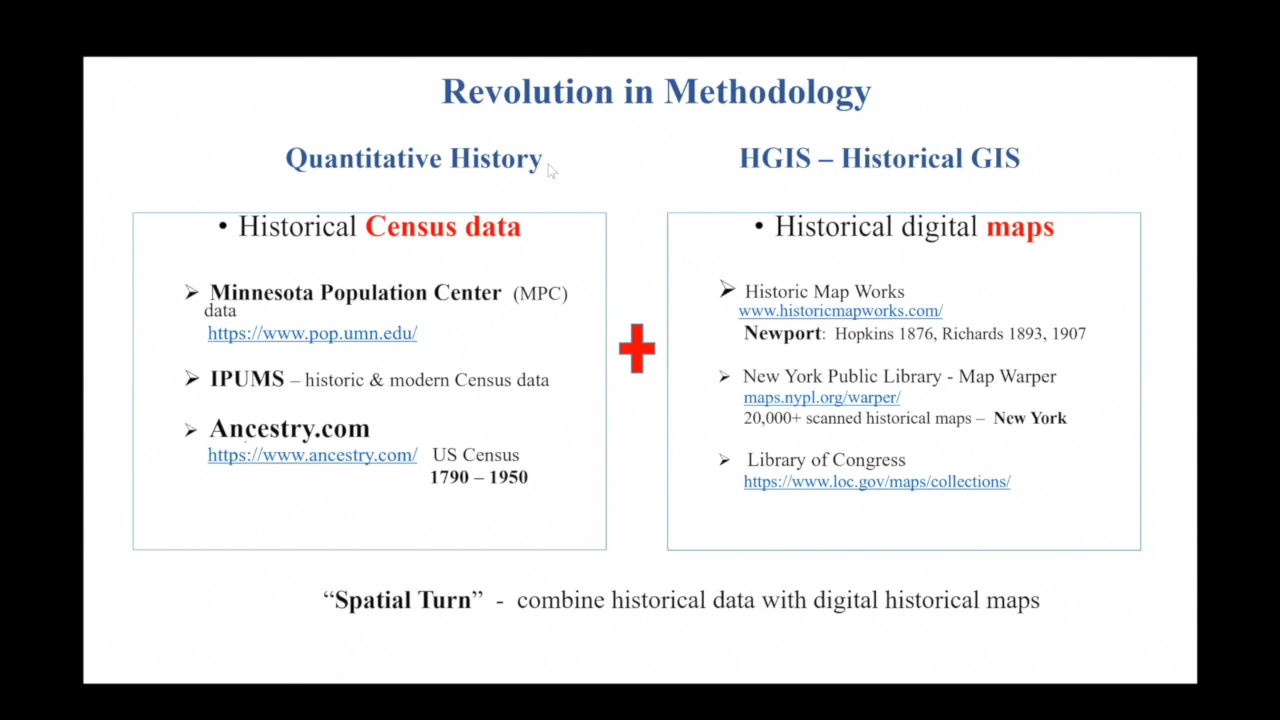 Revolution in Methodology
Quantitative History
• Historical Census data
➢ Minnesota Population Center (MPC)
data
https://www.pop.umn.edu/
➢ IPUMS – historic & modern Census data
➢ Ancestry.com
https://www.ancestry.com/ US Census
1790 – 1950
HGIS – Historical GIS
• Historical digital maps
➢ Historic Map Works
www.historicmapworks.com/
Newport: Hopkins 1876, Richards 1893, 1907
➢ New York Public Library - Map Warper
maps.nypl.org/warper/
20,000+ scanned historical maps – New York
➢ Library of Congress
https://www.loc.gov/maps/collections/
“Spatial Turn” - combine historical data with digital historical maps